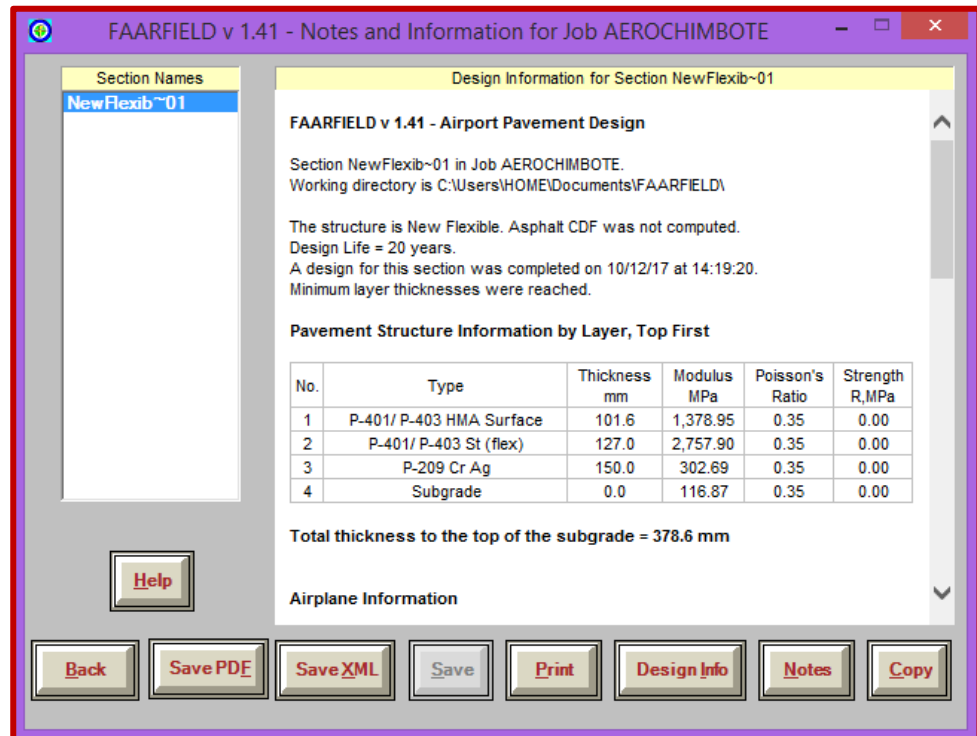 FAARFIELD v 1.41 - Notes and Information for Job AEROCHIMBOTE
Section Names
NewFlexib~01
Design Information for Section NewFlexib~01
FAARFIELD v 1.41 - Airport Pavement Design
Section NewFlexib~01 in Job AEROCHIMBOTE.
Working directory is C:\Users\HOME\Documents\FAARFIELD\
The structure is New Flexible. Asphalt CDF was not computed.
Design Life = 20 years.
A design for this section was completed on 10/12/17 at 14:19:20.
Minimum layer thicknesses were reached.
Pavement Structure Information by Layer, Top First
No. Type Thickness mm Modulus MPa Poisson's Ratio Strength R,MPa
1 P-401/ P-403 HMA Surface 101.6 1,378.95 0.35 0.00
2 P-401/ P-403 St (flex) 127.0 2,757.90 0.35 0.00
3 P-209 Cr Ag 150.0 302.69 0.35 0.00
4 Subgrade 0.0 116.87 0.35 0.00
Total thickness to the top of the subgrade = 378.6 mm
Airplane Information
Help
Back Save PDF Save XML Save Print Design Info Notes Copy